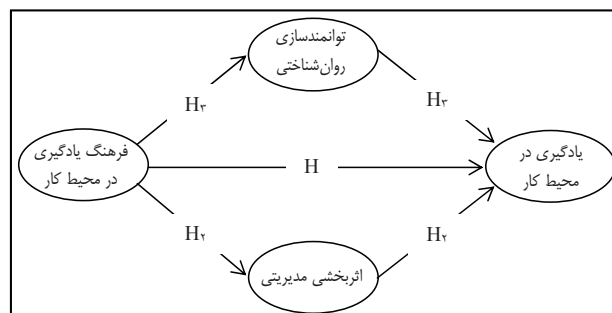 توانمندسازی
روان‌شناختی
H۳
H۳
فرهنگ یادگیری
در محیط کار
H
یادگیری در
محیط کار
H۲
H۲
اثربخشی مدیریتی